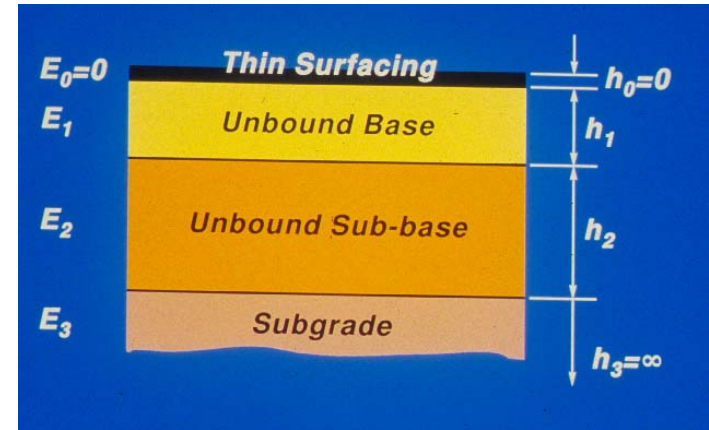 E₀=0
Thin Surfacing
h₀=0
E₁
Unbound Base
h₁
E₂
Unbound Sub-base
h₂
E₃
Subgrade
h₃=∞